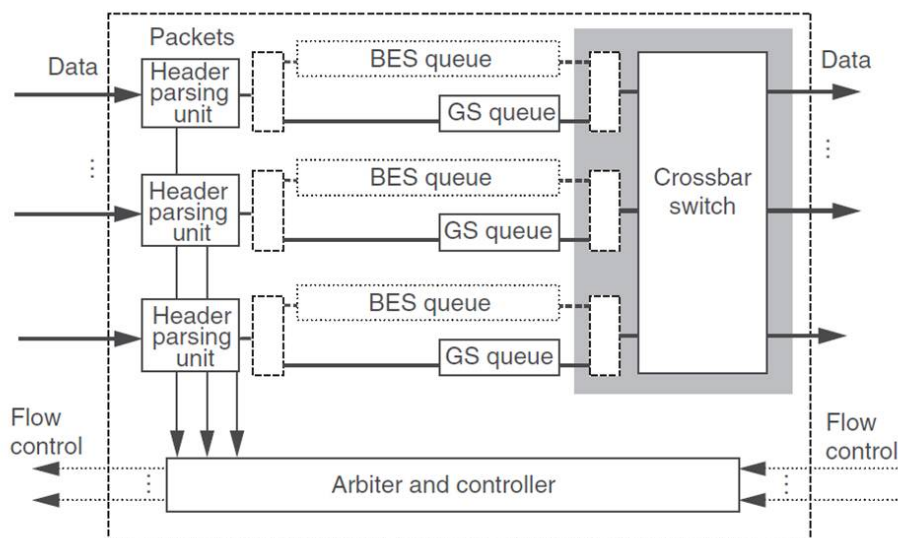 Packets
Data
Header
parsing
unit
BES queue
GS queue
Data
Header
parsing
unit
BES queue
GS queue
Crossbar
switch
Header
parsing
unit
BES queue
GS queue
Flow
control
Arbiter and controller
Flow
control